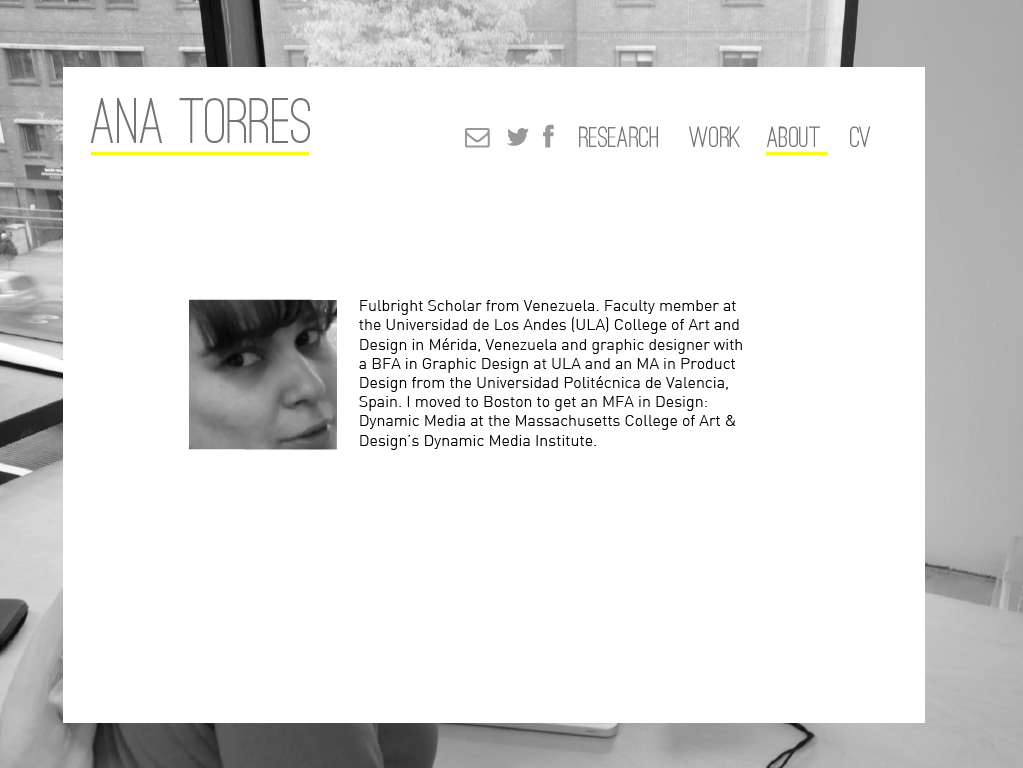 ANA TORRES
RESEARCH WORK ABOUT CV
Fulbright Scholar from Venezuela. Faculty member at
the Universidad de Los Andes (ULA) College of Art and
Design in Mérida, Venezuela and graphic designer with
a BFA in Graphic Design at ULA and an MA in Product
Design from the Universidad Politécnica de Valencia,
Spain. I moved to Boston to get an MFA in Design:
Dynamic Media at the Massachusetts College of Art &
Design's Dynamic Media Institute.